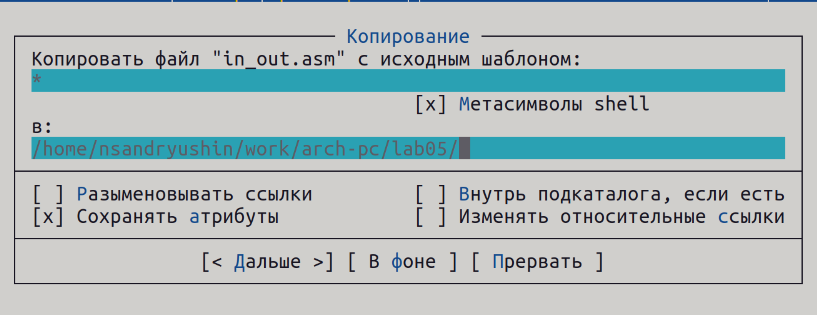 Копирование
Копировать файл "in_out.asm" с исходным шаблоном:
*
[x] Метасимволы shell
в:
/home/nsandryushin/work/arch-pc/lab05/
[ ] Разыменовывать ссылки [ ] Внутрь подкаталога, если есть
[x] Сохранять атрибуты [ ] Изменять относительные ссылки
[< Дальше >] [ В фоне ] [ Прервать ]